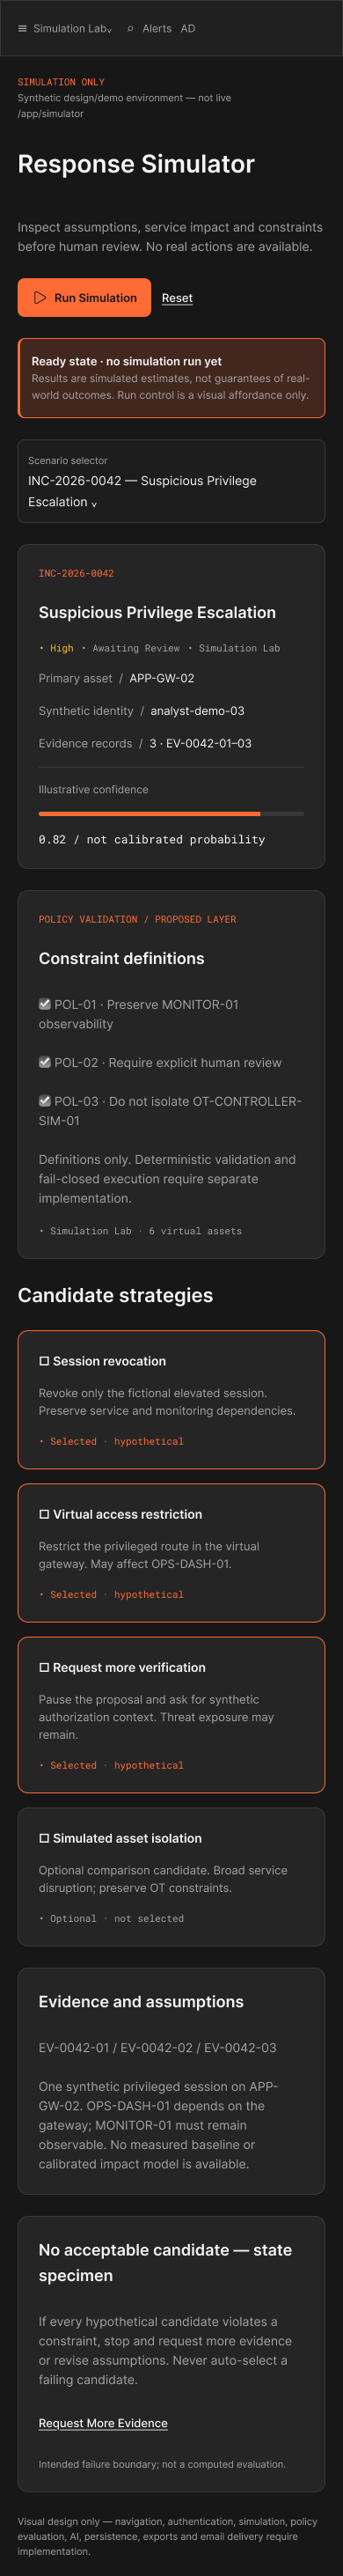 ≡ Simulation Lab⌄ ⌕ Alerts AD
SIMULATION ONLY
Synthetic design/demo environment — not live
/app/simulator
Response Simulator
Inspect assumptions, service impact and constraints
before human review. No real actions are available.
Run Simulation Reset
Ready state · no simulation run yet
Results are simulated estimates, not guarantees of real-
world outcomes. Run control is a visual affordance only.
Scenario selector
INC-2026-0042 — Suspicious Privilege
Escalation ⌄
INC-2026-0042
Suspicious Privilege Escalation
• High • Awaiting Review • Simulation Lab
Primary asset / APP-GW-02
Synthetic identity / analyst-demo-03
Evidence records / 3 · EV-0042-01–03
Illustrative confidence
0.82 / not calibrated probability
POLICY VALIDATION / PROPOSED LAYER
Constraint definitions
☑ POL-01 · Preserve MONITOR-01
observability
☑ POL-02 · Require explicit human review
☑ POL-03 · Do not isolate OT-CONTROLLER-
SIM-01
Definitions only. Deterministic validation and
fail-closed execution require separate
implementation.
• Simulation Lab · 6 virtual assets
Candidate strategies
☐ Session revocation
Revoke only the fictional elevated session.
Preserve service and monitoring dependencies.
• Selected · hypothetical
☐ Virtual access restriction
Restrict the privileged route in the virtual
gateway. May affect OPS-DASH-01.
• Selected · hypothetical
☐ Request more verification
Pause the proposal and ask for synthetic
authorization context. Threat exposure may
remain.
• Selected · hypothetical
☐ Simulated asset isolation
Optional comparison candidate. Broad service
disruption; preserve OT constraints.
• Optional · not selected
Evidence and assumptions
EV-0042-01 / EV-0042-02 / EV-0042-03
One synthetic privileged session on APP-
GW-02. OPS-DASH-01 depends on the
gateway; MONITOR-01 must remain
observable. No measured baseline or
calibrated impact model is available.
No acceptable candidate — state
specimen
If every hypothetical candidate violates a
constraint, stop and request more evidence
or revise assumptions. Never auto-select a
failing candidate.
Request More Evidence
Intended failure boundary; not a computed evaluation.
Visual design only — navigation, authentication, simulation, policy
evaluation, AI, persistence, exports and email delivery require
implementation.